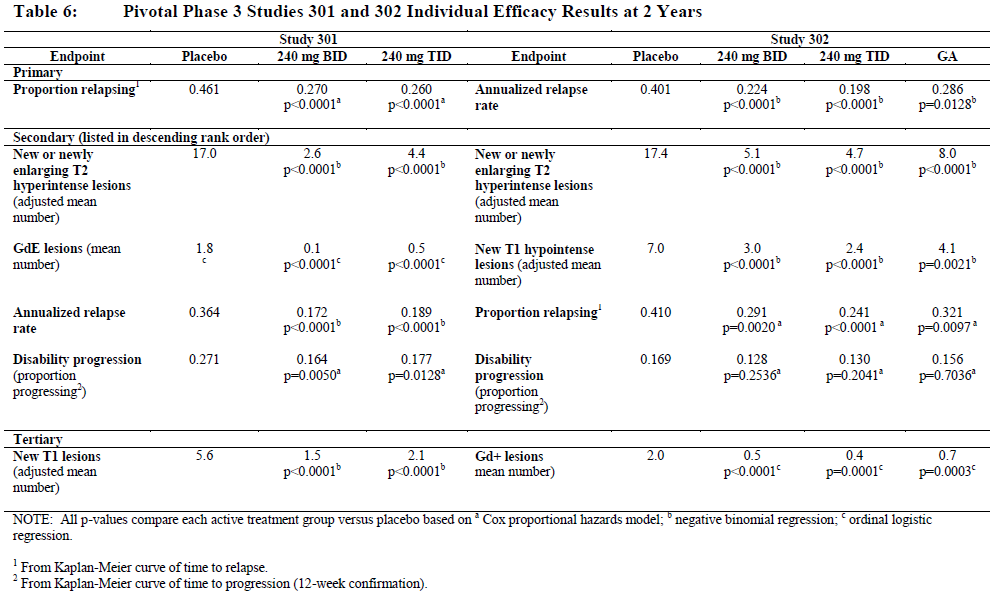 Table 6: Pivotal Phase 3 Studies 301 and 302 Individual Efficacy Results at 2 Years
Study 301 Study 302
Endpoint Placebo 240 mg BID 240 mg TID Endpoint Placebo 240 mg BID 240 mg TID GA
Primary
Proportion relapsing1 0.461 0.270 0.260 Annualized relapse 0.401 0.224 0.198 0.286
p<0.0001a p<0.0001a rate p<0.0001b p<0.0001b p=0.0128b
Secondary (listed in descending rank order)
New or newly 17.0 2.6 4.4 New or newly 17.4 5.1 4.7 8.0
enlarging T2 p<0.0001b p<0.0001b enlarging T2 p<0.0001b p<0.0001b p<0.0001b
hyperintense lesions hyperintense lesions
(adjusted mean (adjusted mean
number) number)
GdE lesions (mean 1.8 0.1 0.5 New T1 hypointense 7.0 3.0 2.4 4.1
number) c p<0.0001c p<0.0001c lesions (adjusted mean p<0.0001b p<0.0001b p=0.0021b
number)
Annualized relapse 0.364 0.172 0.189 Proportion relapsing1 0.410 0.291 0.241 0.321
rate p<0.0001b p<0.0001b p=0.0020 a p<0.0001 a p=0.0097 a
Disability progression 0.271 0.164 0.177 Disability 0.169 0.128 0.130 0.156
(proportion p=0.0050a p=0.0128a progression p=0.2536a p=0.2041a p=0.7036a
progressing2) (proportion
progressing2)
Tertiary
New T1 lesions 5.6 1.5 2.1 Gd+ lesions 2.0 0.5 0.4 0.7
(adjusted mean p<0.0001b p<0.0001b mean number) p<0.0001c p=0.0001c p=0.0003c
number)
NOTE: All p-values compare each active treatment group versus placebo based on a Cox proportional hazards model; b negative binomial regression; c ordinal logistic
regression.
1 From Kaplan-Meier curve of time to relapse.
2 From Kaplan-Meier curve of time to progression (12-week confirmation).